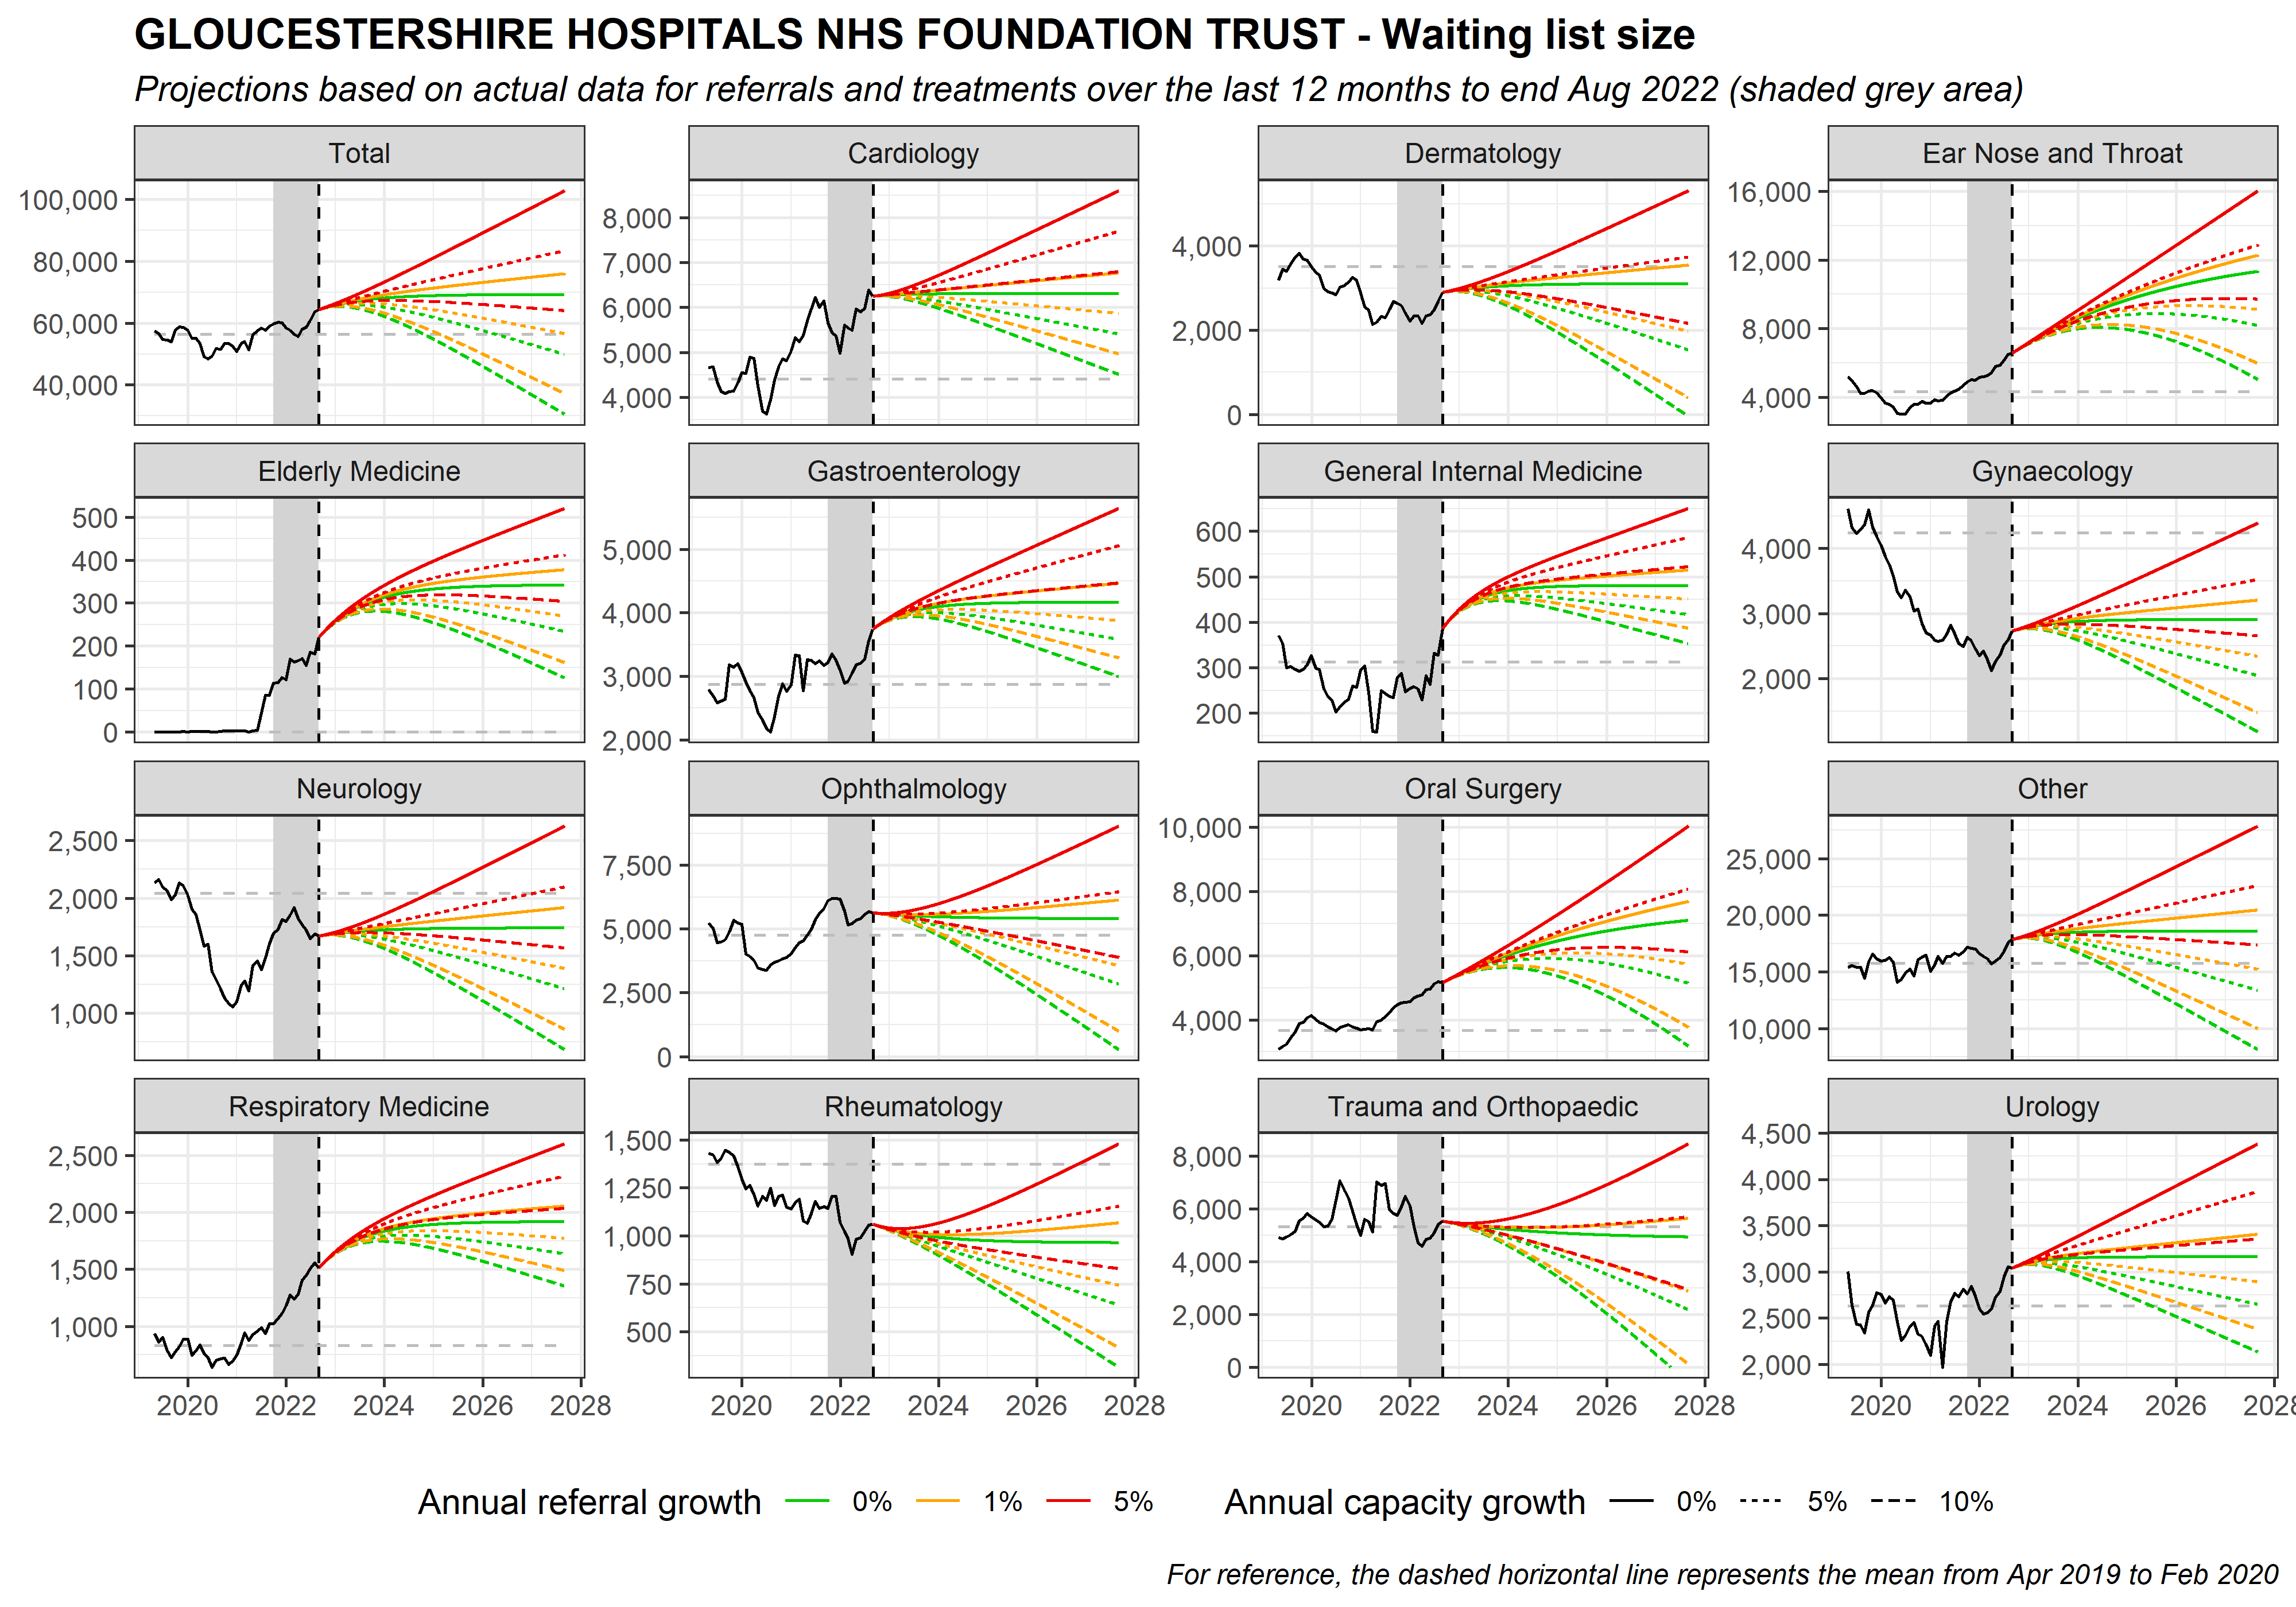 GLOUCESTERSHIRE HOSPITALS NHS FOUNDATION TRUST - Waiting list size
Projections based on actual data for referrals and treatments over the last 12 months to end Aug 2022 (shaded grey area)
Total
Cardiology
Dermatology
Ear Nose and Throat
100,000
80,000
60,000
40,000
8,000
7,000
6,000
5,000
4,000
4,000
2,000
0
16,000
12,000
8,000
4,000
Elderly Medicine
Gastroenterology
General Internal Medicine
Gynaecology
500
400
300
200
100
0
5,000
4,000
3,000
2,000
600
500
400
300
200
4,000
3,000
2,000
Neurology
Ophthalmology
Oral Surgery
Other
2,500
2,000
1,500
1,000
7,500
5,000
2,500
0
10,000
8,000
6,000
4,000
25,000
20,000
15,000
10,000
Respiratory Medicine
Rheumatology
Trauma and Orthopaedic
Urology
2,500
2,000
1,500
1,000
1,500
1,250
1,000
750
500
8,000
6,000
4,000
2,000
0
4,500
4,000
3,500
3,000
2,500
2,000
2020 2022 2024 2026 2028
2020 2022 2024 2026 2028
2020 2022 2024 2026 2028
2020 2022 2024 2026 2028
Annual referral growth 0% 1% 5%
Annual capacity growth 0% 5% 10%
For reference, the dashed horizontal line represents the mean from Apr 2019 to Feb 2020